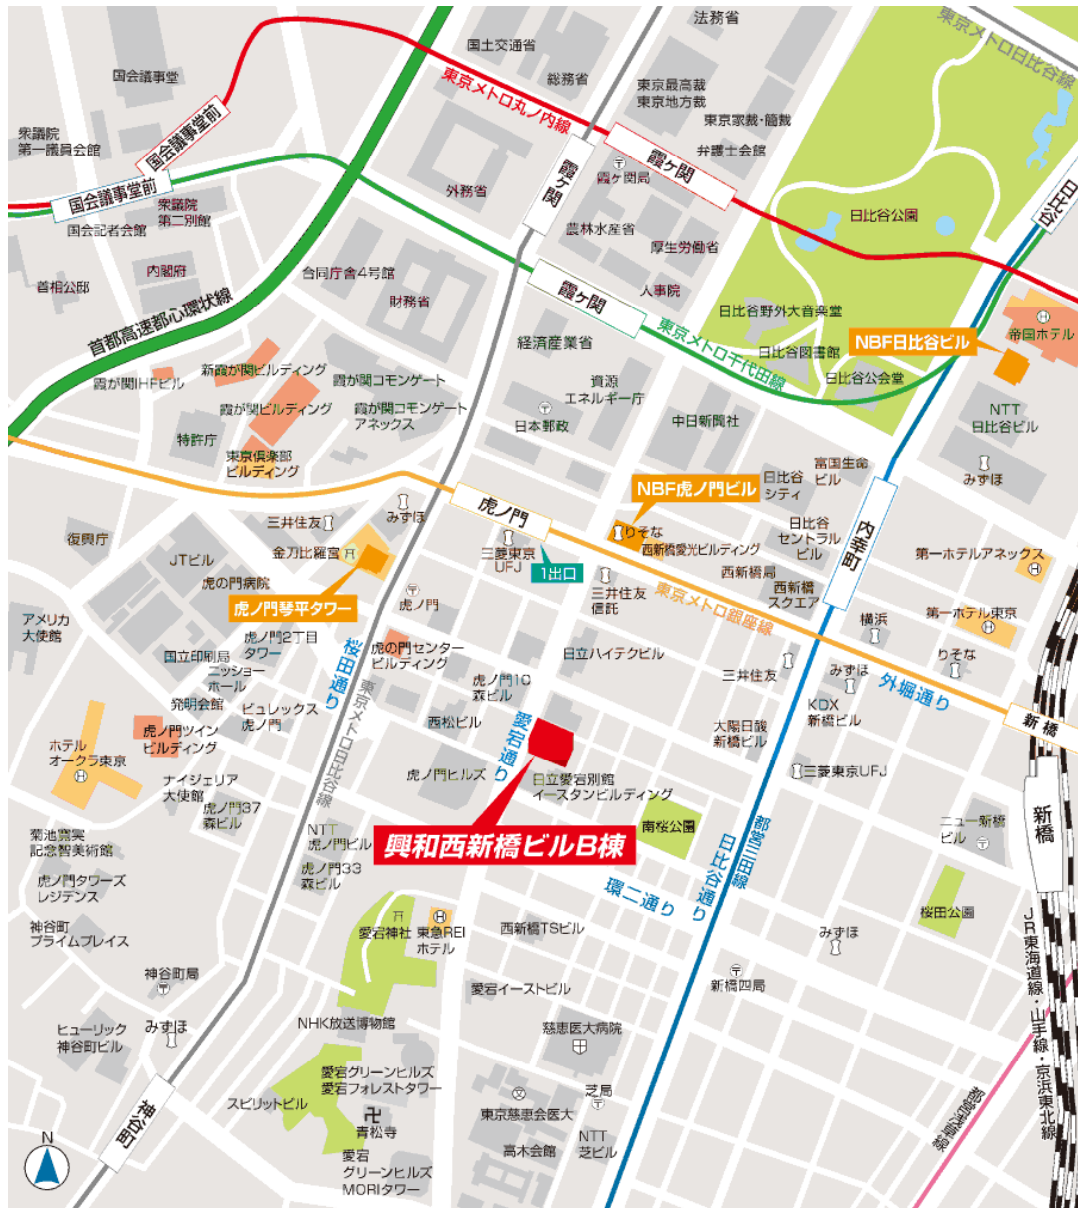 法務省
国土交通省
東京メトロ日比谷線
国会議事堂
総務省
東京メトロ丸ノ内線
東京最高裁
東京地方裁
衆議院
第一議員会館
国会議事堂前
東京家裁・簡裁
弁護士会館
霞ヶ関
霞ヶ関
霞ヶ関局
国会議事堂前
外務省
日比谷
衆議院
第二別館
国会記者会館
日比谷公園
農林水産省
厚生労働省
内閣府
合同庁舎4号館
首相公邸
財務省
霞ヶ関
人事院
首都高速都心環状線
日比谷野外大音楽堂
帝国ホテル
経済産業省
東京メトロ千代田線
日比谷図書館
NBF日比谷ビル
新霞が関ビルディング
霞が関IHFビル
霞が関コモンゲート
資源
エネルギー庁
日比谷公会堂
霞が関ビルディング
霞が関コモンゲート
アネックス
日本郵政
中日新聞社
NTT
日比谷ビル
特許庁
東京倶楽部
ビルディング
富国生命
ビル
日比谷
シティ
みずほ
NBF虎ノ門ビル
虎ノ門
みずほ
三井住友
りそな
日比谷
セントラル
ビル
内幸町
復興庁
金刀比羅宮
三菱東京
UFJ
西新橋愛光ビルディング
第一ホテルアネックス
JTビル
1出口
西新橋局
虎の門病院
三井住友
信託
西新橋
スクエア
虎ノ門琴平タワー
虎ノ門
東京メトロ銀座線
横浜
第一ホテル東京
アメリカ
大使館
虎ノ門2丁目
タワー
桜田通り
虎の門センター
ビルディング
日立ハイテクビル
国立印刷局
ニッショー
ホール
三井住友
みずほ
りそな
外堀通り
虎ノ門10
森ビル
発明会館
ビュレックス
虎ノ門
東京メトロ日比谷線
西松ビル
愛宕通り
KDX
新橋ビル
新橋
虎ノ門ツイン
ビルディング
大陽日酸
新橋ビル
ホテル
オークラ東京
虎ノ門ヒルズ
日立愛宕別館
イースタンビルディング
三菱東京UFJ
ナイジェリア
大使館
虎ノ門37
森ビル
新橋
NTT
虎ノ門ビル
興和西新橋ビルB棟
南桜公園
都営三田線
日比谷通り
ニュー新橋
ビル
菊池寛実
記念智美術館
虎ノ門33
森ビル
虎ノ門タワーズ
レジデンス
環二通り
桜田公園
神谷町
プライムプレイス
愛宕神社
東急REI
ホテル
西新橋TSビル
みずほ
JR東海道線・山手線・京浜東北線
神谷町局
愛宕イーストビル
新橋四局
NHK放送博物館
慈恵医大病院
ヒューリック
神谷町ビル
みずほ
愛宕グリーンヒルズ
愛宕フォレストタワー
スピリットビル
芝局
都営浅草線
神谷町
東京慈恵会医大
青松寺
NTT
芝ビル
高木会館
愛宕
グリーンヒルズ
MORIタワー
N